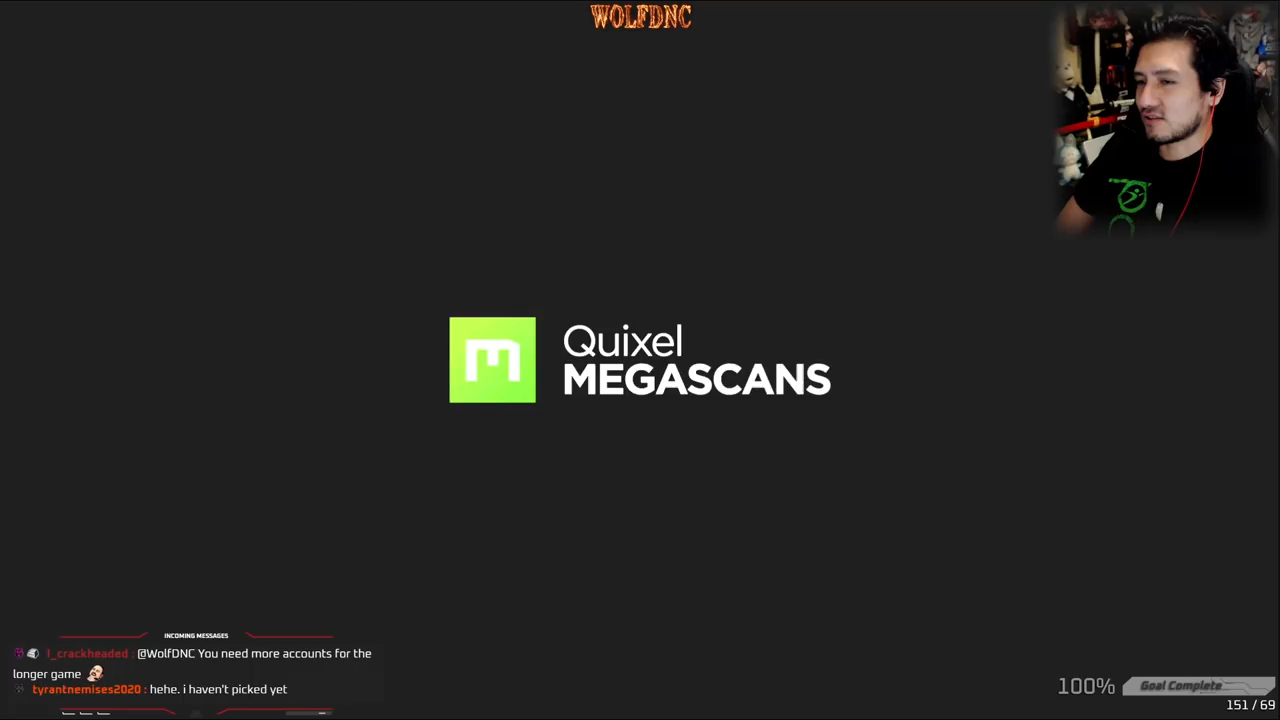 WOLFDNC
Quixel
MEGASCANS
INCOMING MESSAGES
l_crackheaded : @WolfDNC You need more accounts for the
longer game
tyrantnemises2020 : hehe. i haven't picked yet
100% Goal Complete
151 / 69